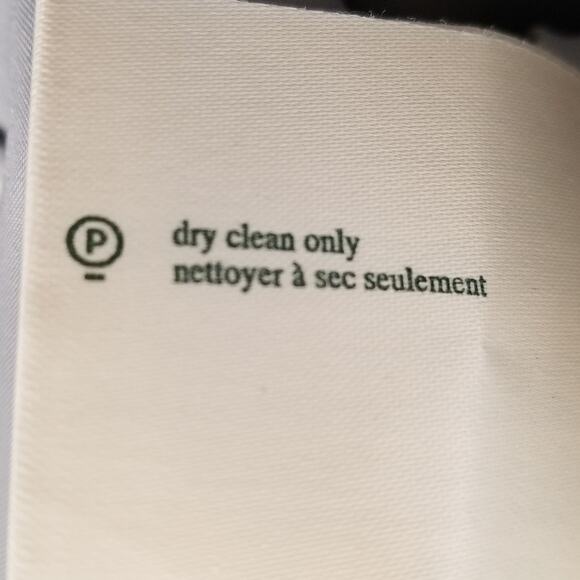 P
dry clean only
nettoyer à sec seulement